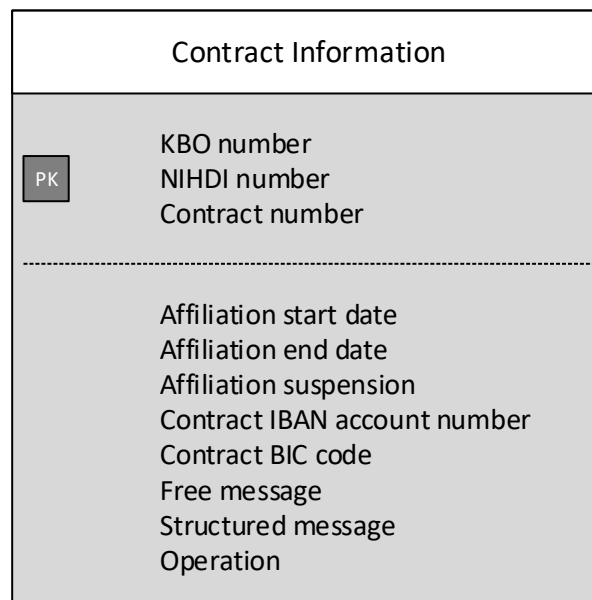 Contract Information
KBO number
PK
NIHDI number
Contract number
Affiliation start date
Affiliation end date
Affiliation suspension
Contract IBAN account number
Contract BIC code
Free message
Structured message
Operation